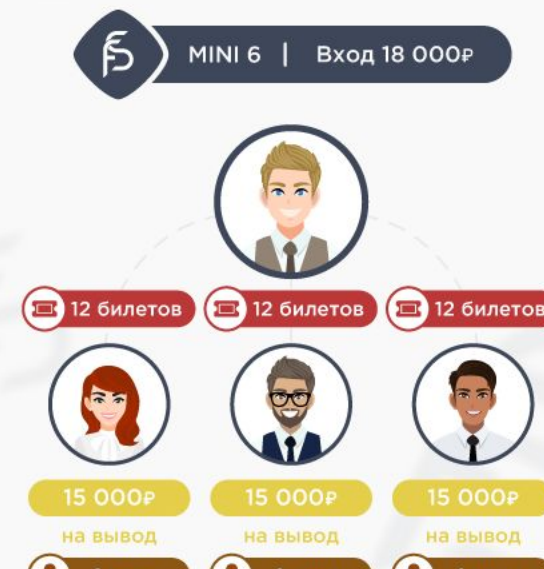 MINI 6 | Вход 18 000₽
12 билетов 12 билетов 12 билетов
15 000₽ 15 000₽ 15 000₽
на вывод на вывод на вывод